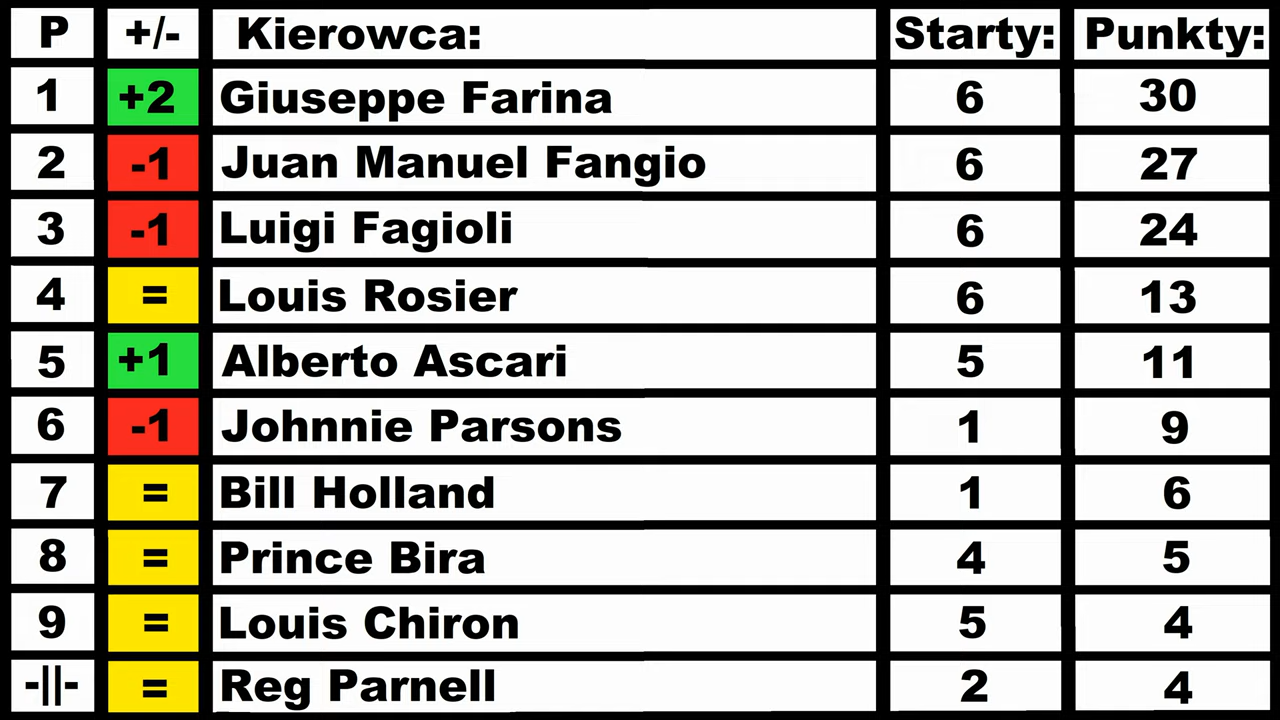 P +/- Kierowca: Starty: Punkty:
1 +2 Giuseppe Farina 6 30
2 -1 Juan Manuel Fangio 6 27
3 -1 Luigi Fagioli 6 24
4 = Louis Rosier 6 13
5 +1 Alberto Ascari 5 11
6 -1 Johnnie Parsons 1 9
7 = Bill Holland 1 6
8 = Prince Bira 4 5
9 = Louis Chiron 5 4
-||- = Reg Parnell 2 4